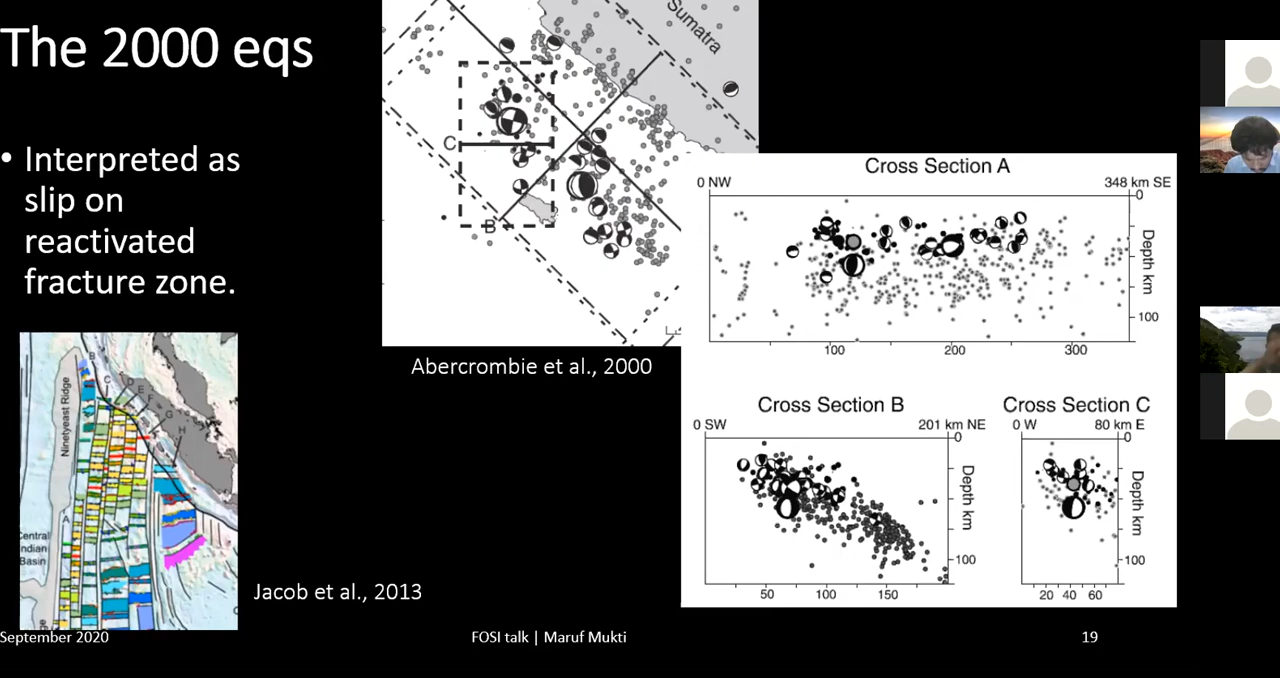 The 2000 eqs
• Interpreted as
slip on
reactivated
fracture zone.
Sumatra
C
B
Abercrombie et al., 2000
Cross Section A
0 NW
348 km SE
0
Depth km
100
100
200
300
Cross Section B
0 SW
201 km NE
0
Depth km
100
50
100
150
Cross Section C
0 W
80 km E
0
Depth km
100
20
40
60
B
C
D
E
F
G
H
Ninetyeast Ridge
A
Central
Indian
Basin
Jacob et al., 2013
September 2020
FOSI talk | Maruf Mukti
19